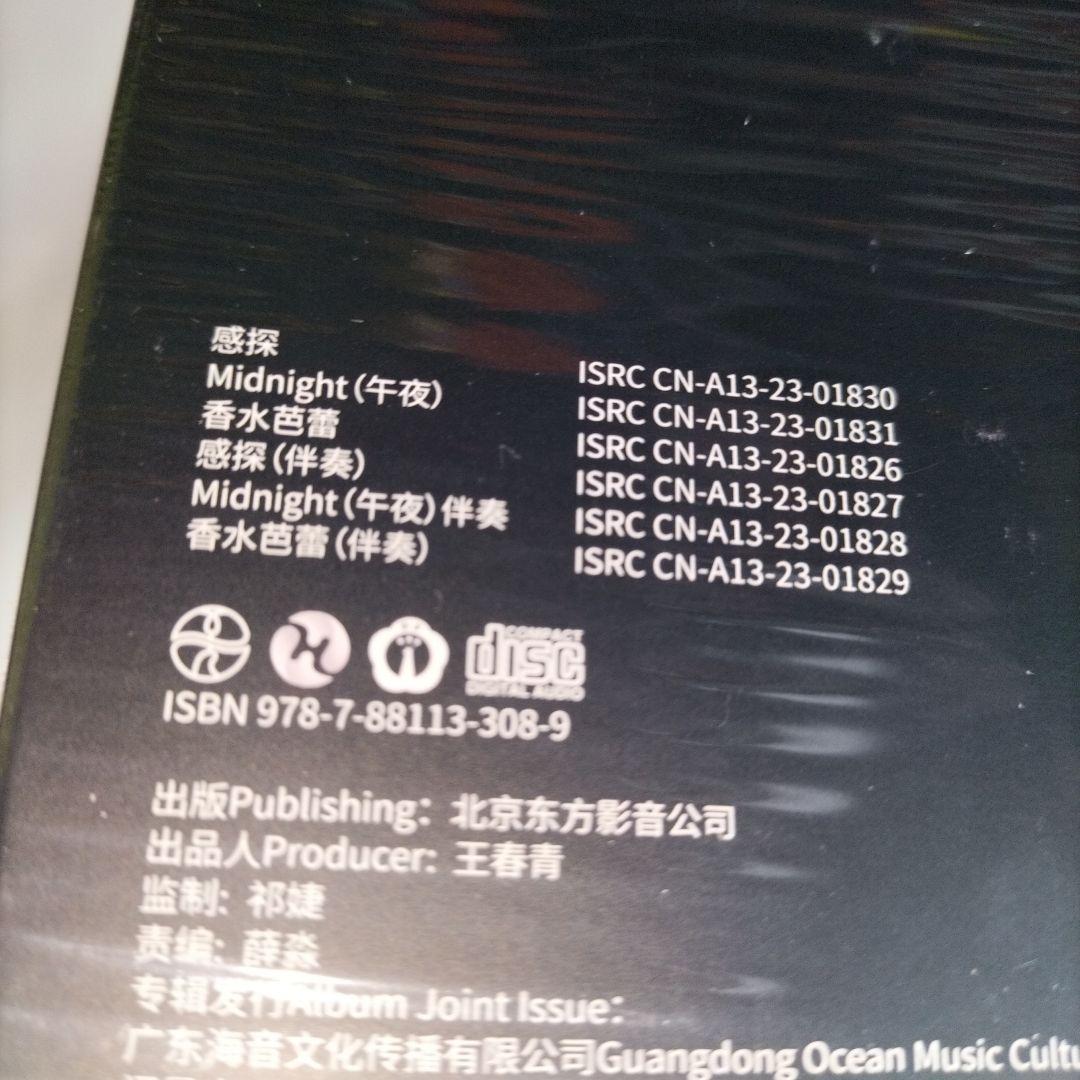 感探 ISRC CN-A13-23-01830
Midnight（午夜） ISRC CN-A13-23-01831
香水芭蕾 ISRC CN-A13-23-01826
感探（伴奏） ISRC CN-A13-23-01827
Midnight（午夜）伴奏 ISRC CN-A13-23-01828
香水芭蕾（伴奏） ISRC CN-A13-23-01829
COMPACT
disc
DIGITAL AUDIO
ISBN 978-7-88113-308-9
出版Publishing：北京东方影音公司
出品人Producer：王春青
监制：祁婕
责编：薛淼
专辑发行Album Joint Issue：
广东海音文化传播有限公司Guangdong Ocean Music